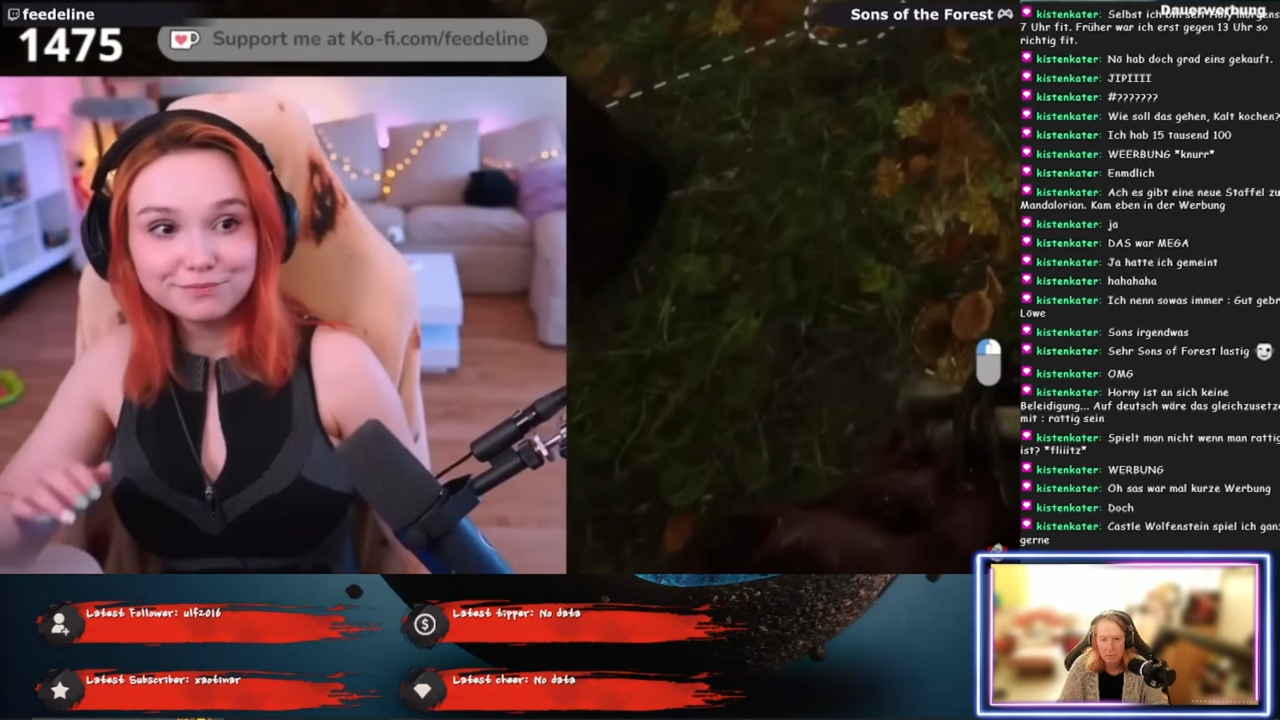 feedeline
1475
Support me at Ko-fi.com/feedeline
Sons of the Forest
Dauerwerbung
kistenkater: Selbst ich
7 Uhr fit. Früher war ich erst gegen 13 Uhr so
richtig fit.
kistenkater: Nö hab doch grad eins gekauft.
kistenkater: JIPIIII
kistenkater: #???????
kistenkater: Wie soll das gehen, Kalt kochen?
kistenkater: Ich hab 15 tausend 100
kistenkater: WEERBUNG *knurr*
kistenkater: Enmdlich
kistenkater: Ach es gibt eine neue Staffel zu
Mandalorian. Kam eben in der Werbung
kistenkater: ja
kistenkater: DAS war MEGA
kistenkater: Ja hatte ich gemeint
kistenkater: hahahaha
kistenkater: Ich nenn sowas immer : Gut gebr
Löwe
kistenkater: Sons irgendwas
kistenkater: Sehr Sons of Forest lastig
kistenkater: OMG
kistenkater: Horny ist an sich keine
Beleidigung... Auf deutsch wäre das gleichzusetze
mit : rattig sein
kistenkater: Spielt man nicht wenn man rattig
ist? *fliiitz*
kistenkater: WERBUNG
kistenkater: Oh sas war mal kurze Werbung
kistenkater: Doch
kistenkater: Castle Wolfenstein spiel ich gan
gerne
Latest Follower: ulfz016
Latest tipper: No data
Latest Subscriber: xaotinar
Latest cheer: No data